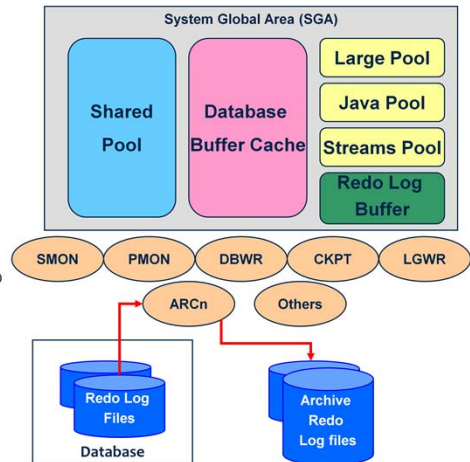 System Global Area (SGA)
Shared
Pool
Database
Buffer Cache
Large Pool
Java Pool
Streams Pool
Redo Log
Buffer
SMON
PMON
DBWR
CKPT
LGWR
ARCn
Others
Redo Log
Files
Database
Archive
Redo
Log files